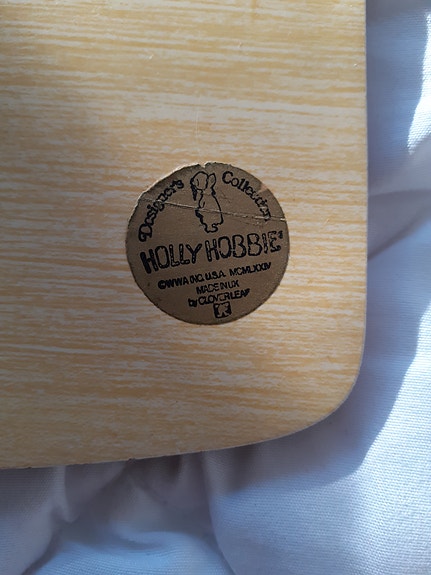 Designer's Collection
HOLLY HOBBIE
©WWA INC. U.S.A. MCMLXXIV
MADE IN UK
by CLOVERLEAF